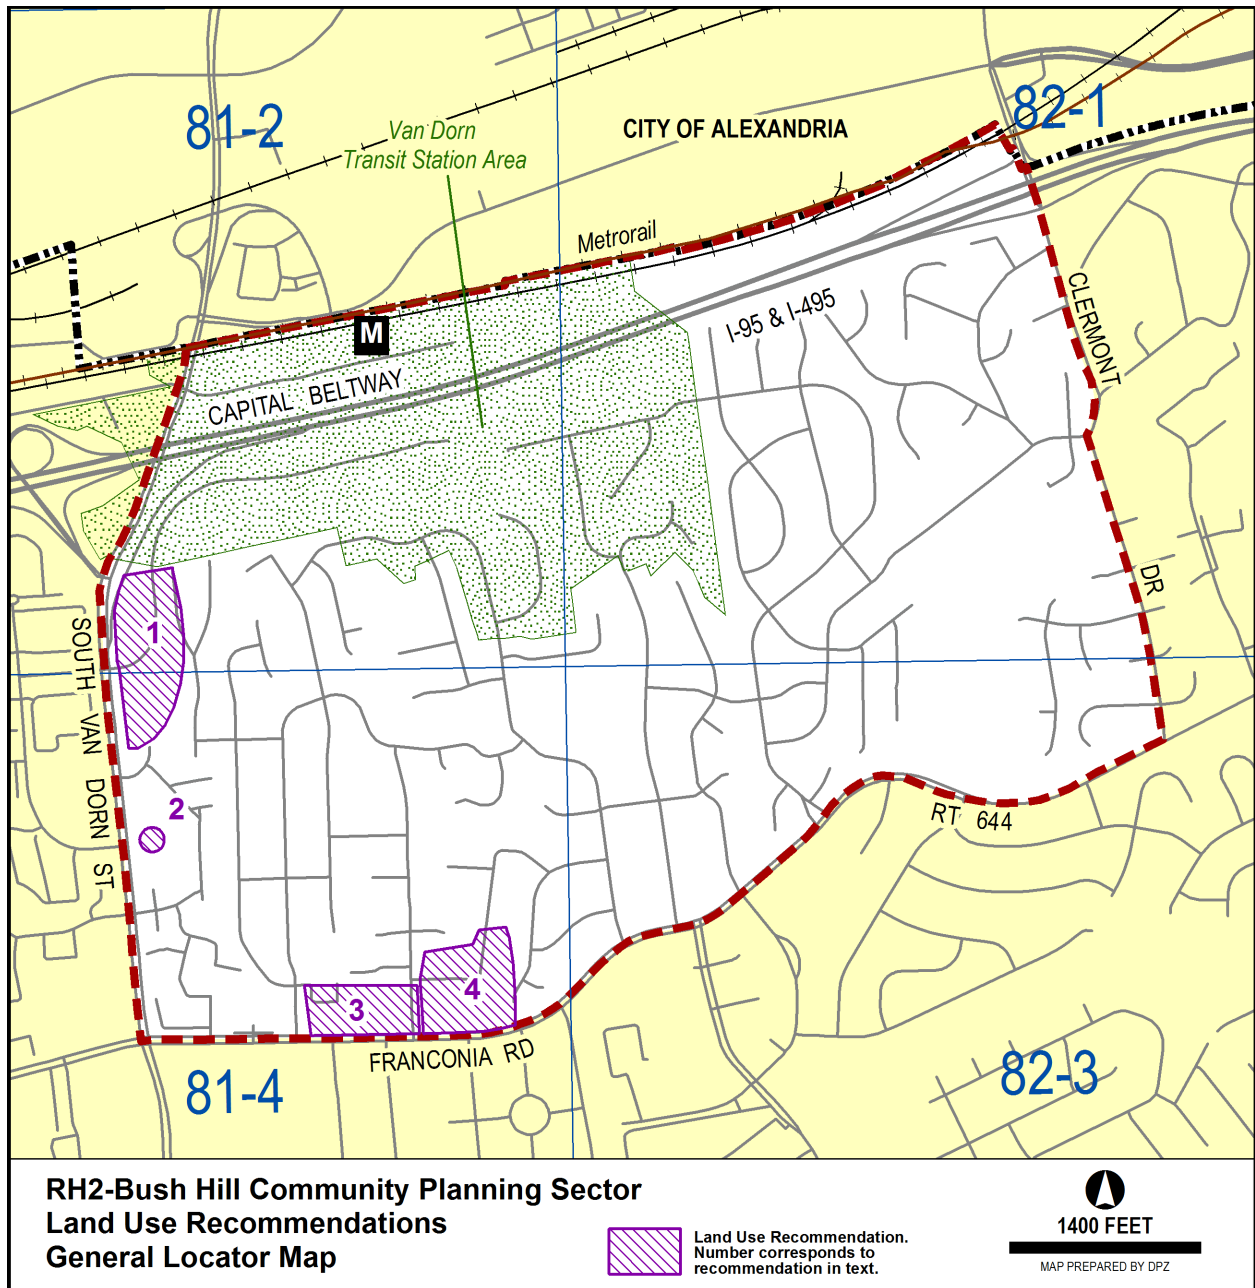 81-2
82-1
Van Dorn
Transit Station Area
CITY OF ALEXANDRIA
Metrorail
M
I-95 & I-495
CAPITAL BELTWAY
CLERMONT
DR
1
SOUTH VAN DORN ST
2
RT 644
3
4
FRANCONIA RD
81-4
82-3
RH2-Bush Hill Community Planning Sector
Land Use Recommendations
General Locator Map
Land Use Recommendation.
Number corresponds to
recommendation in text.
1400 FEET
MAP PREPARED BY DPZ